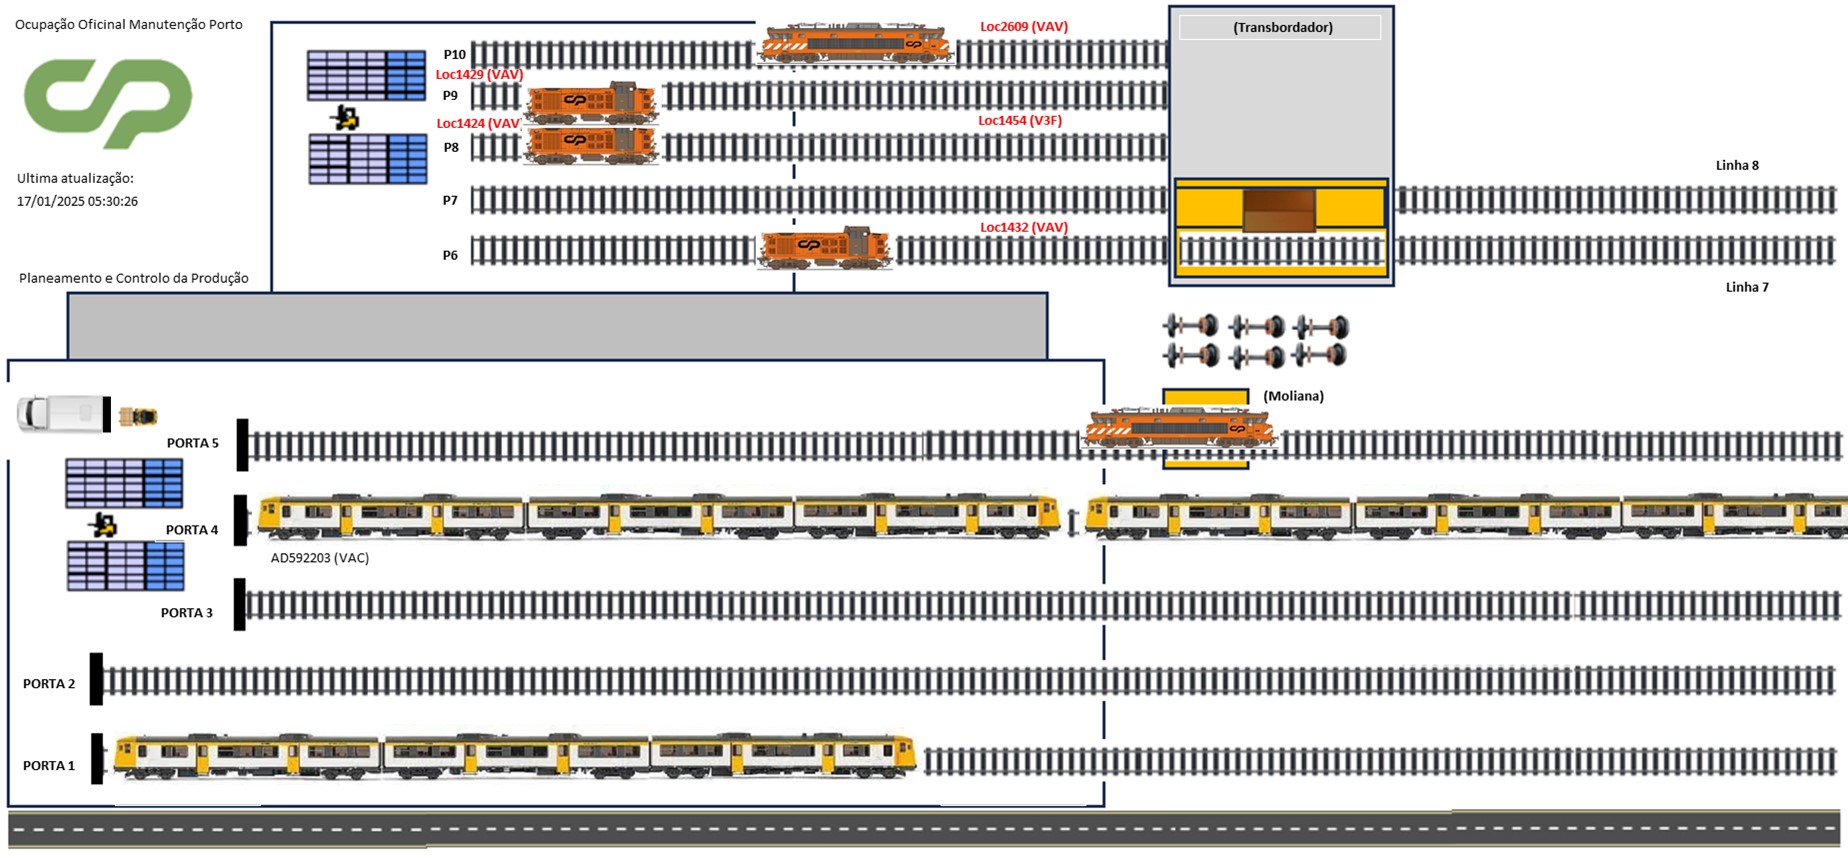 Ocupação Oficinal Manutenção Porto
Loc2609 (VAV)
(Transbordador)
P10
Loc1429 (VAV)
P9
Loc1424 (VAV)
Loc1454 (V3F)
P8
Linha 8
Ultima atualização:
17/01/2025 05:30:26
P7
Loc1432 (VAV)
P6
Planeamento e Controlo da Produção
Linha 7
(Moliana)
PORTA 5
PORTA 4
AD592203 (VAC)
PORTA 3
PORTA 2
PORTA 1